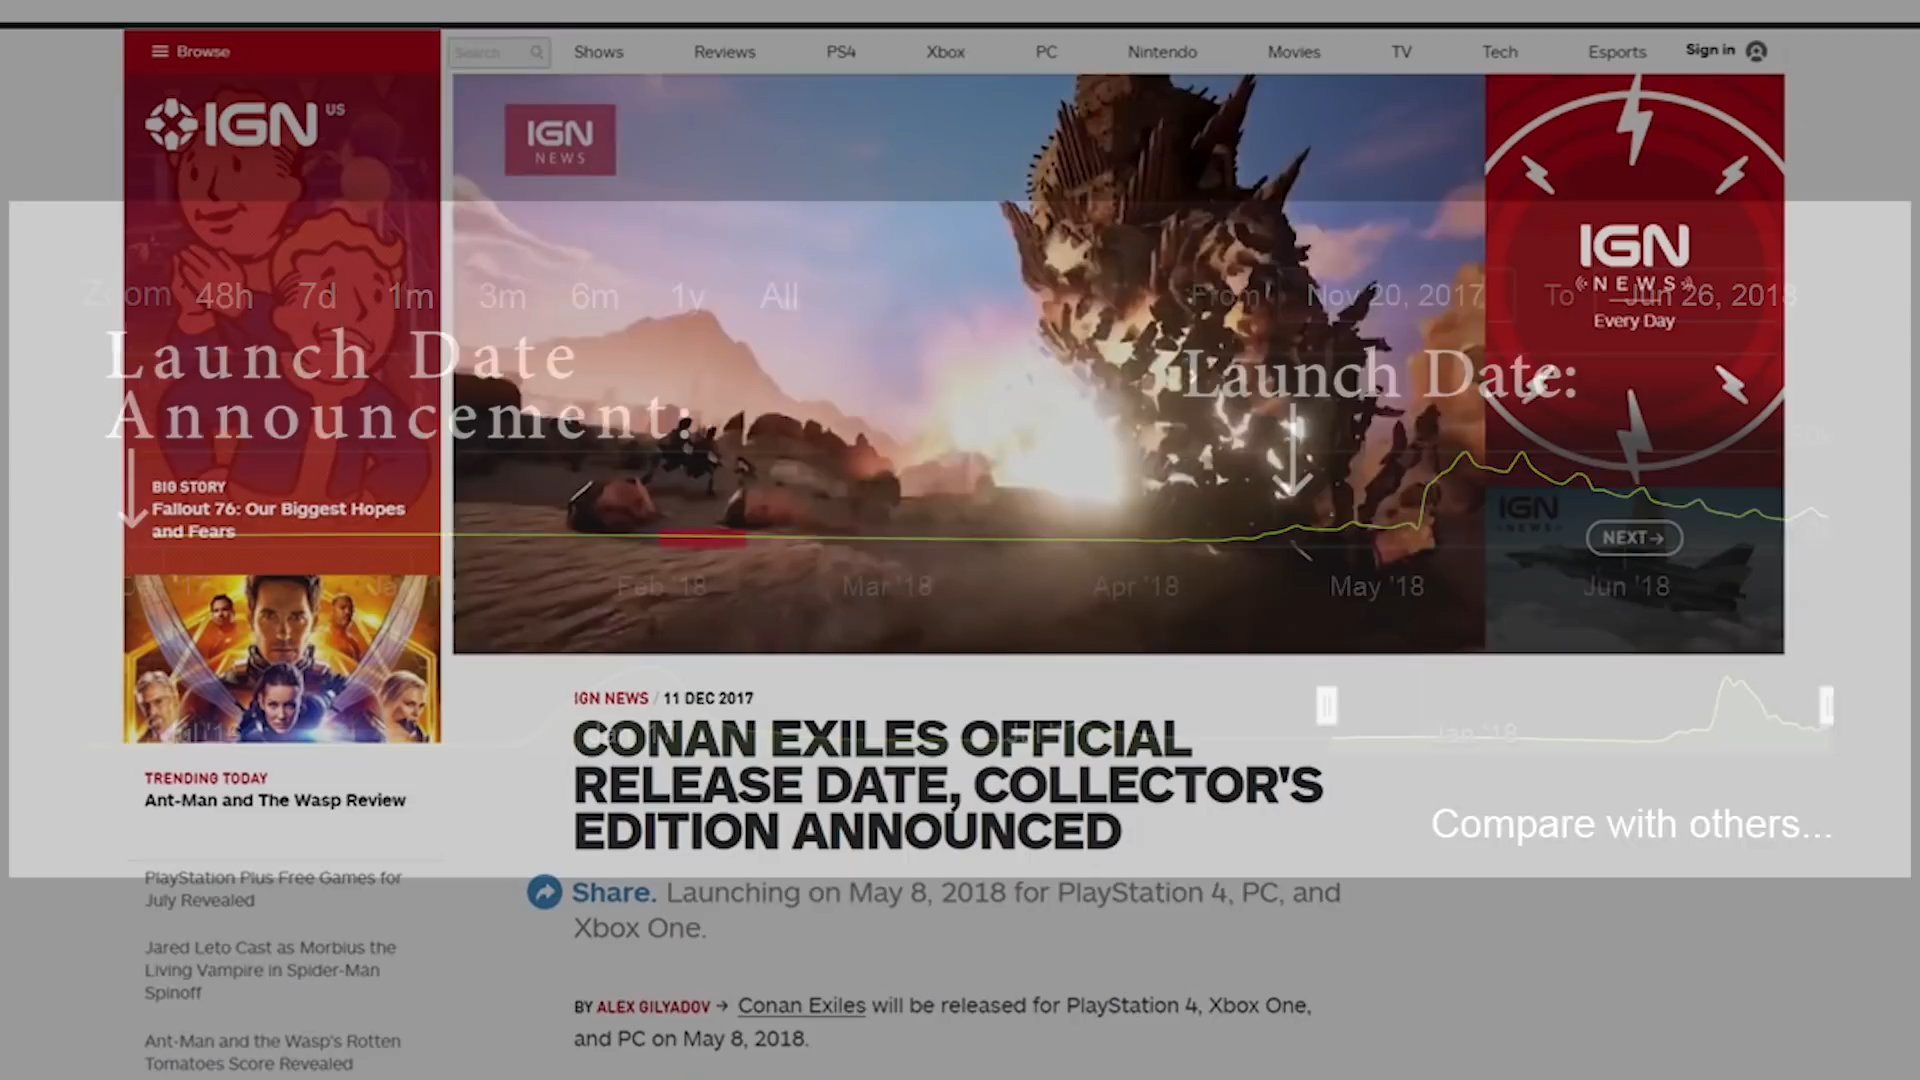 Browse
Search
Shows
Reviews
PS4
Xbox
PC
Nintendo
Movies
TV
Tech
Esports
Sign in
IGN US
IGN
NEWS
IGN
NEWS
Every Day
Zoom 48h 7d 1m 3m 6m 1y All
From Nov 20, 2017 To Jun 26, 2018
Launch Date
Announcement:
Launch Date:
BIG STORY
Fallout 76: Our Biggest Hopes
and Fears
IGN
NEWS
NEXT→
Feb '18
Mar '18
Apr '18
May '18
Jun '18
Jan '18
IGN NEWS / 11 DEC 2017
CONAN EXILES OFFICIAL
RELEASE DATE, COLLECTOR'S
EDITION ANNOUNCED
TRENDING TODAY
Ant-Man and The Wasp Review
Compare with others...
PlayStation Plus Free Games for
July Revealed
Share. Launching on May 8, 2018 for PlayStation 4, PC, and
Xbox One.
Jared Leto Cast as Morbius the
Living Vampire in Spider-Man
Spinoff
BY ALEX GILYADOV → Conan Exiles will be released for PlayStation 4, Xbox One,
and PC on May 8, 2018.
Ant-Man and the Wasp's Rotten
Tomatoes Score Revealed